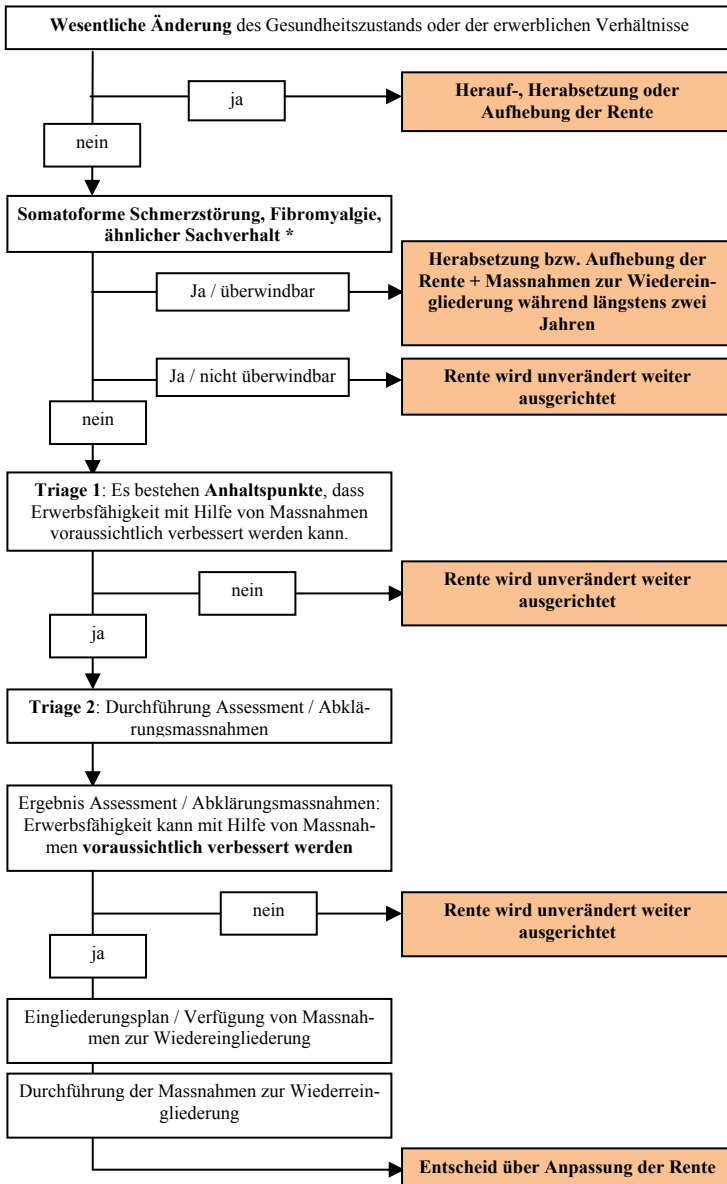 Wesentliche Änderung des Gesundheitszustands oder der erwerblichen Verhältnisse
ja
Herauf-, Herabsetzung oder
Aufhebung der Rente
nein
Somatoforme Schmerzstörung, Fibromyalgie,
ähnlicher Sachverhalt *
Ja / überwindbar
Herabsetzung bzw. Aufhebung der
Rente + Massnahmen zur Wiederein-
gliederung während längstens zwei
Jahren
Ja / nicht überwindbar
Rente wird unverändert weiter
ausgerichtet
nein
Triage 1: Es bestehen Anhaltspunkte, dass
Erwerbsfähigkeit mit Hilfe von Massnahmen
voraussichtlich verbessert werden kann.
nein
Rente wird unverändert weiter
ausgerichtet
ja
Triage 2: Durchführung Assessment / Abklä-
rungsmassnahmen
Ergebnis Assessment / Abklärungsmassnahmen:
Erwerbsfähigkeit kann mit Hilfe von Massnah-
men voraussichtlich verbessert werden
nein
Rente wird unverändert weiter
ausgerichtet
ja
Eingliederungsplan / Verfügung von Massnah-
men zur Wiedereingliederung
Durchführung der Massnahmen zur Wiederrein-
gliederung
Entscheid über Anpassung der Rente